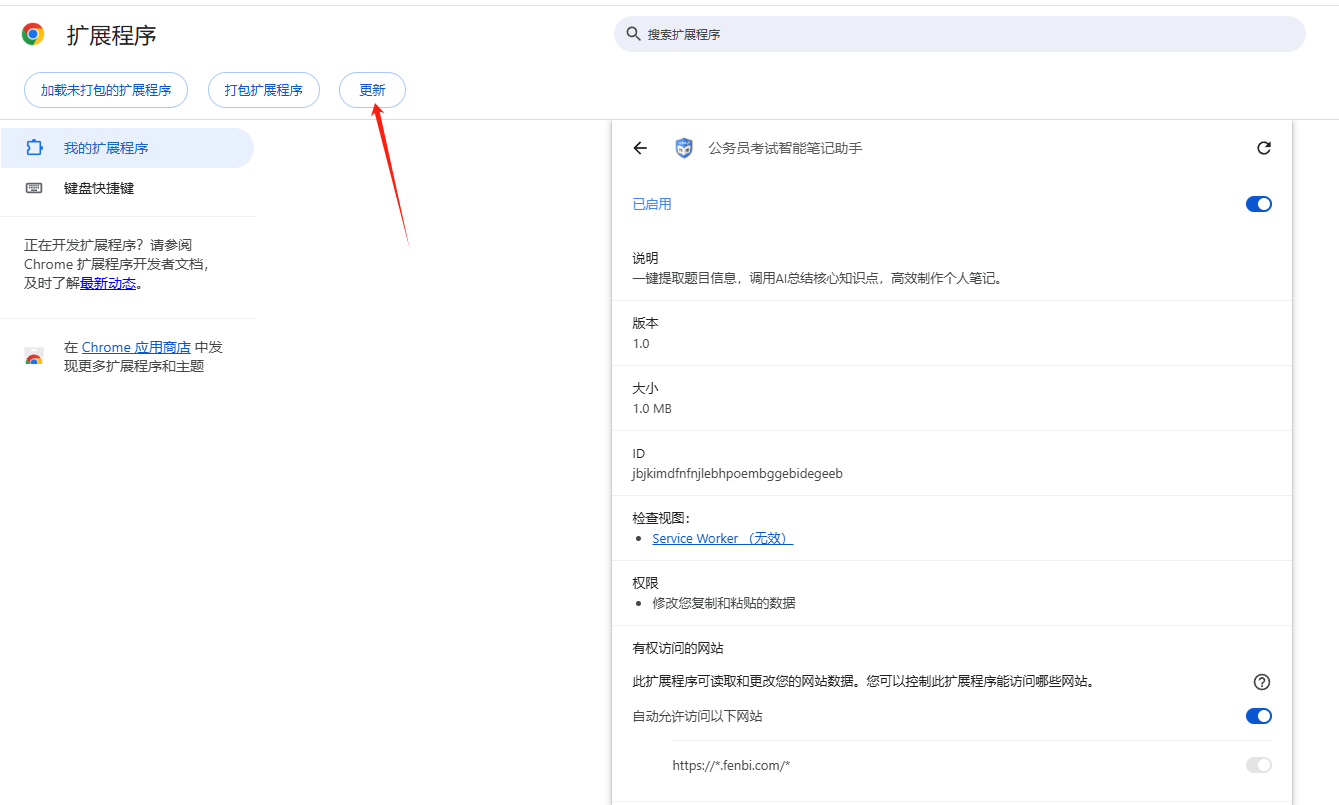 扩展程序
搜索扩展程序
加载未打包的扩展程序
打包扩展程序
更新
我的扩展程序
键盘快捷键
正在开发扩展程序？请参阅
Chrome 扩展程序开发者文档，
及时了解最新动态。
在 Chrome 应用商店 中发
现更多扩展程序和主题
公务员考试智能笔记助手
已启用
说明
一键提取题目信息，调用AI总结核心知识点，高效制作个人笔记。
版本
1.0
大小
1.0 MB
ID
jbjkimdfnfnjlebhpoembggebidegeeb
检查视图：
Service Worker （无效）
权限
修改您复制和粘贴的数据
有权访问的网站
此扩展程序可读取和更改您的网站数据。您可以控制此扩展程序能访问哪些网站。
自动允许访问以下网站
https://*.fenbi.com/*